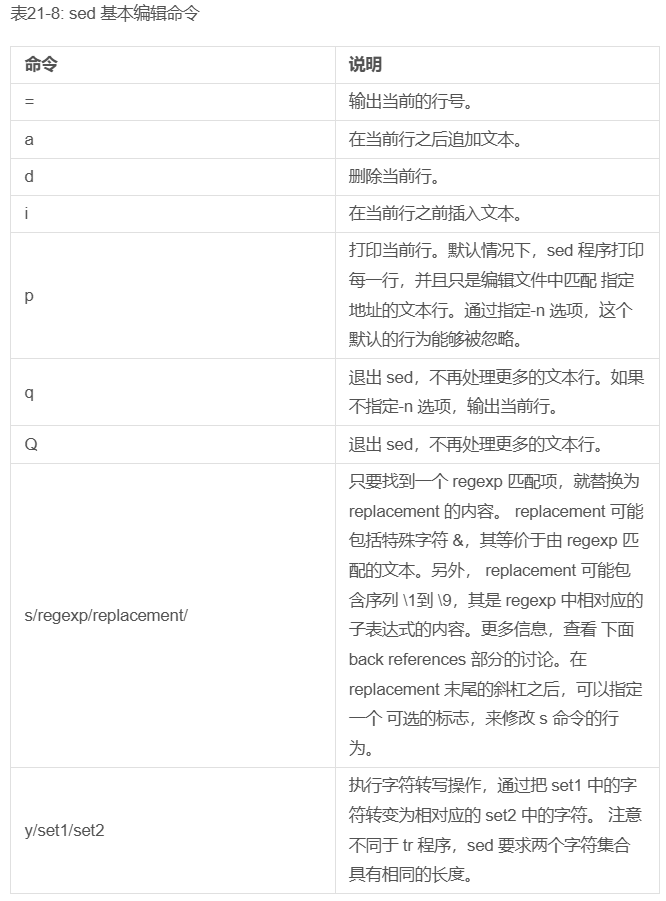 表21-8: sed 基本编辑命令
命令
说明
=
输出当前的行号。
a
在当前行之后追加文本。
d
删除当前行。
i
在当前行之前插入文本。
p
打印当前行。默认情况下，sed 程序打印
每一行，并且只是编辑文件中匹配 指定
地址的文本行。通过指定-n 选项，这个
默认的行为能够被忽略。
q
退出 sed，不再处理更多的文本行。如果
不指定-n 选项，输出当前行。
Q
退出 sed，不再处理更多的文本行。
s/regexp/replacement/
只要找到一个 regexp 匹配项，就替换为
replacement 的内容。 replacement 可能
包括特殊字符 &，其等价于由 regexp 匹
配的文本。另外， replacement 可能包
含序列 \1到 \9，其是 regexp 中相对应的
子表达式的内容。更多信息，查看 下面
back references 部分的讨论。在
replacement 末尾的斜杠之后，可以指定
一个 可选的标志，来修改 s 命令的行
为。
y/set1/set2
执行字符转写操作，通过把 set1 中的字
符转变为相对应的 set2 中的字符。 注意
不同于 tr 程序，sed 要求两个字符集合
具有相同的长度。